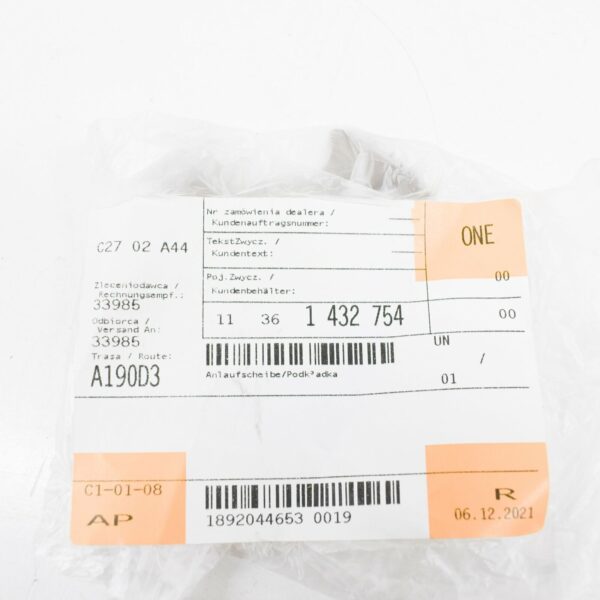 Nr zamówienia dealera /
Kundenauftragsnummer:
ONE
C27 02 A44
TekstZwycz. /
Kundentext:
Poj.Zwycz. /
Kundenbehälter:
00
Zleceniodawca /
Rechnungsempf.:
33985
11 36 1 432 754
00
Odbiorca /
Versand An:
33985
UN
/
01
Trasa / Route:
A190D3
Anlaufscheibe/Podk³adka
C1-01-08
AP
1892044653 0019
R
06.12.2021